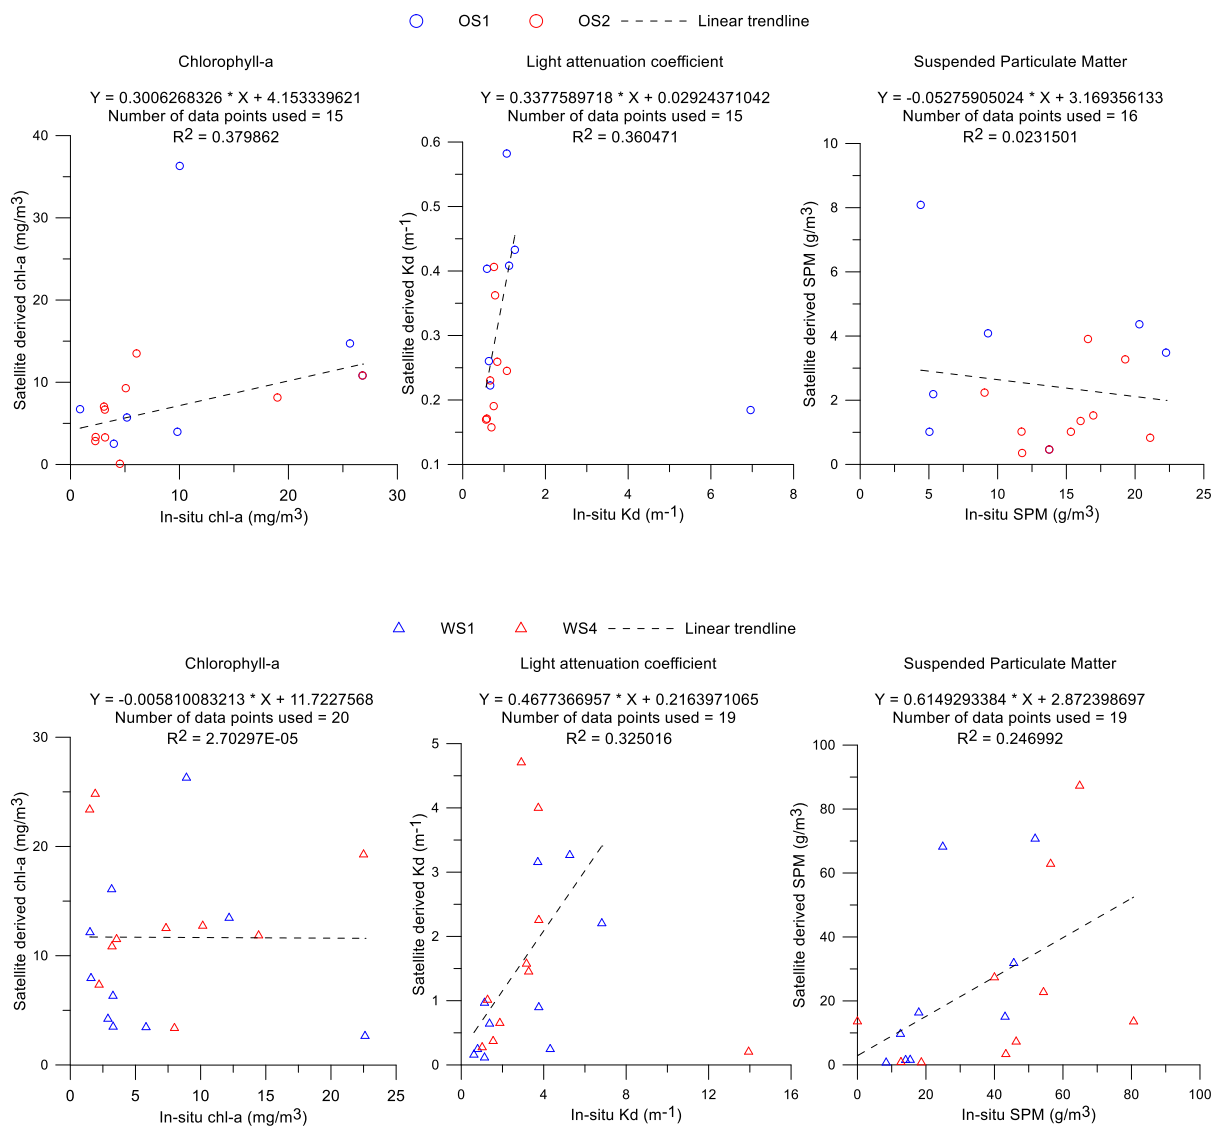 OS1 OS2 Linear trendline
Chlorophyll-a
Y = 0.3006268326 * X + 4.153339621
Number of data points used = 15
R2 = 0.379862
40
30
20
10
0
Satellite derived chl-a (mg/m3)
0 10 20 30
In-situ chl-a (mg/m3)
Light attenuation coefficient
Y = 0.3377589718 * X + 0.02924371042
Number of data points used = 15
R2 = 0.360471
0.6
0.5
0.4
0.3
0.2
0.1
Satellite derived Kd (m-1)
0 2 4 6 8
In-situ Kd (m-1)
Suspended Particulate Matter
Y = -0.05275905024 * X + 3.169356133
Number of data points used = 16
R2 = 0.0231501
10
8
6
4
2
0
Satellite derived SPM (g/m3)
0 5 10 15 20 25
In-situ SPM (g/m3)
WS1 WS4 Linear trendline
Chlorophyll-a
Y = -0.005810083213 * X + 11.7227568
Number of data points used = 20
R2 = 2.70297E-05
30
20
10
0
Satellite derived chl-a (mg/m3)
0 5 10 15 20 25
In-situ chl-a (mg/m3)
Light attenuation coefficient
Y = 0.4677366957 * X + 0.2163971065
Number of data points used = 19
R2 = 0.325016
5
4
3
2
1
0
Satellite derived Kd (m-1)
0 4 8 12 16
In-situ Kd (m-1)
Suspended Particulate Matter
Y = 0.6149293384 * X + 2.872398697
Number of data points used = 19
R2 = 0.246992
100
80
60
40
20
0
Satellite derived SPM (g/m3)
0 20 40 60 80 100
In-situ SPM (g/m3)